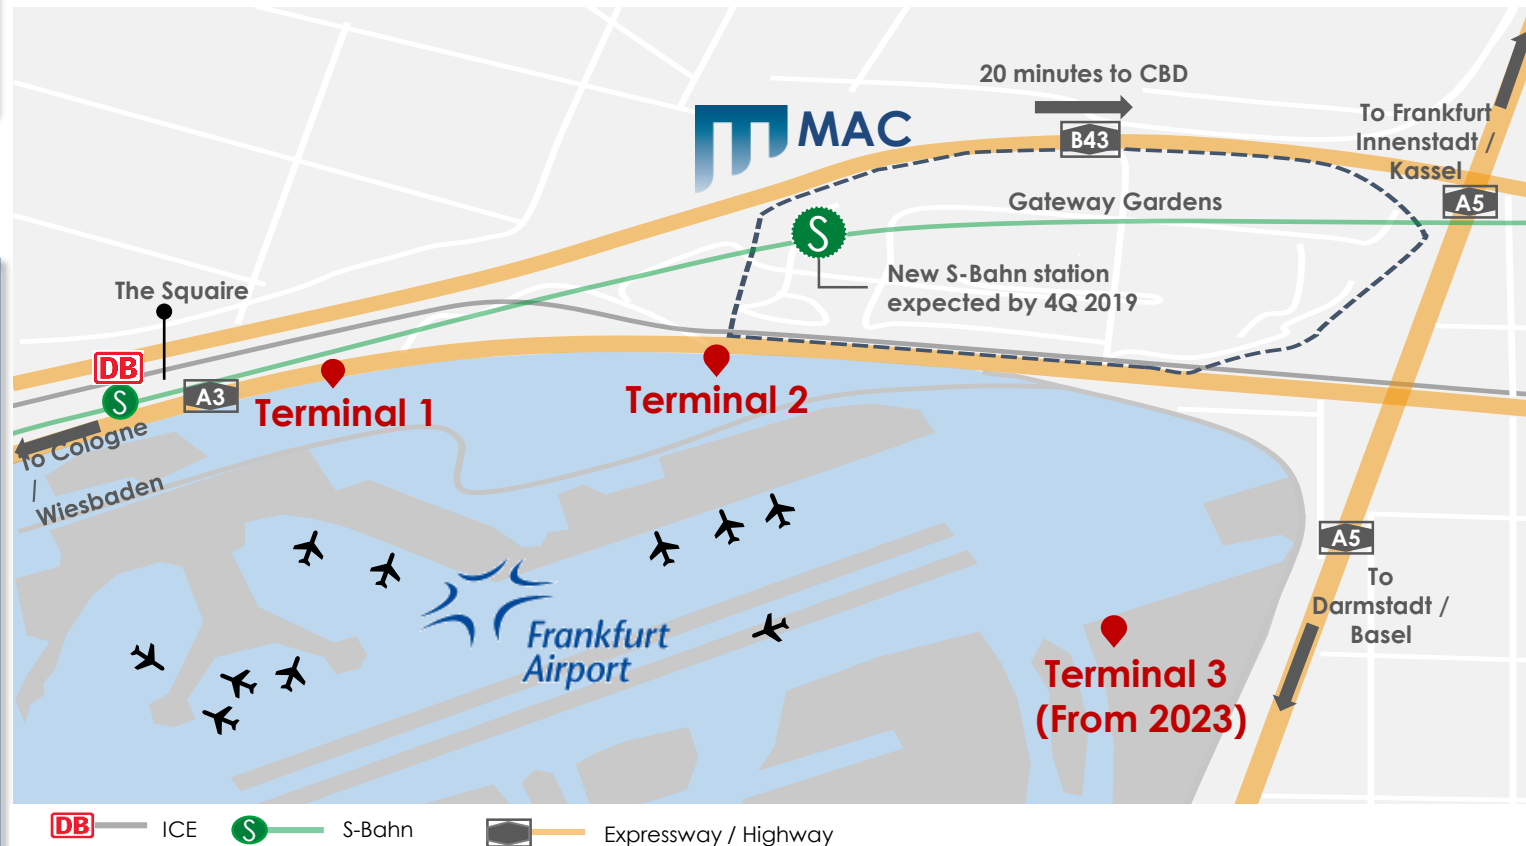 20 minutes to CBD
MAC
B43
To Frankfurt
Innenstadt /
Kassel
A5
Gateway Gardens
S
New S-Bahn station
expected by 4Q 2019
The Squaire
DB
S
A3
Terminal 1
Terminal 2
To Cologne
/
Wiesbaden
A5
To
Darmstadt /
Basel
Frankfurt
Airport
Terminal 3
(From 2023)
DB ICE
S S-Bahn
Expressway / Highway